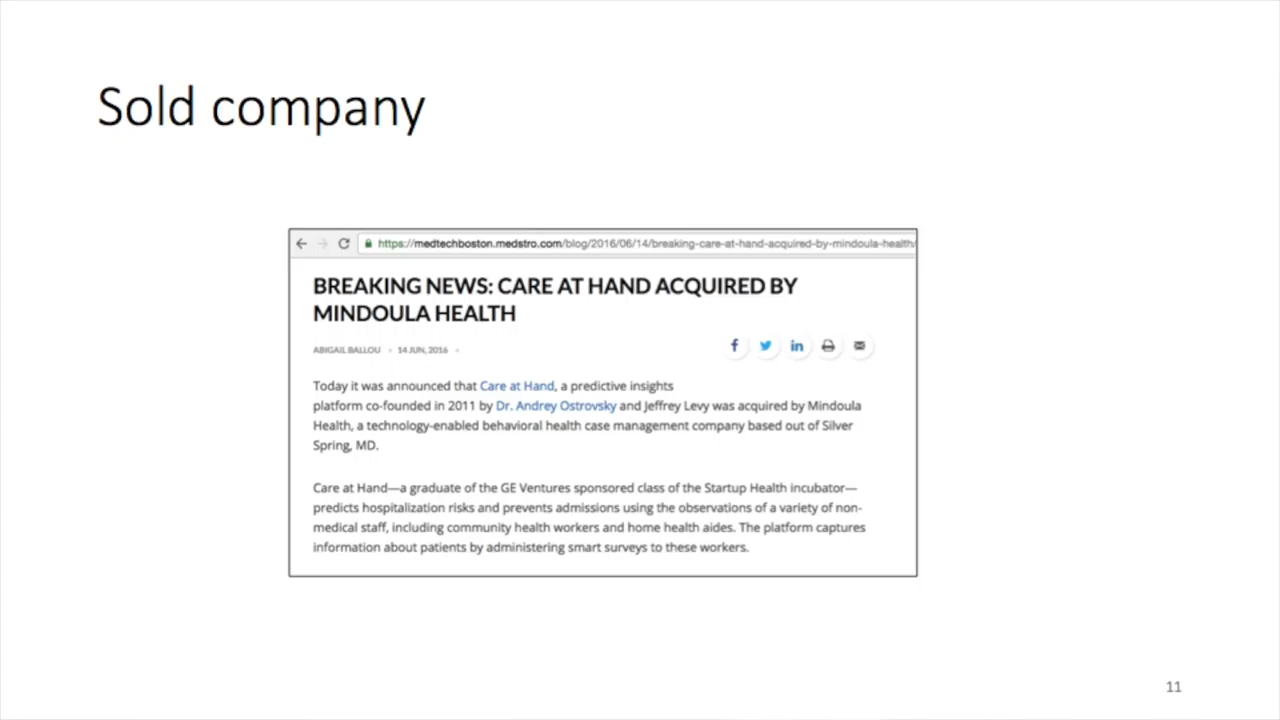 Sold company
https://medtechboston.medstro.com/blog/2016/06/14/breaking-care-at-hand-acquired-by-mindoula-health/
BREAKING NEWS: CARE AT HAND ACQUIRED BY
MINDOULA HEALTH
ABIGAIL BALLOU • 14 JUN, 2016 •
f in
Today it was announced that Care at Hand, a predictive insights
platform co-founded in 2011 by Dr. Andrey Ostrovsky and Jeffrey Levy was acquired by Mindoula
Health, a technology-enabled behavioral health case management company based out of Silver
Spring, MD.
Care at Hand—a graduate of the GE Ventures sponsored class of the Startup Health incubator—
predicts hospitalization risks and prevents admissions using the observations of a variety of non-
medical staff, including community health workers and home health aides. The platform captures
information about patients by administering smart surveys to these workers.
11